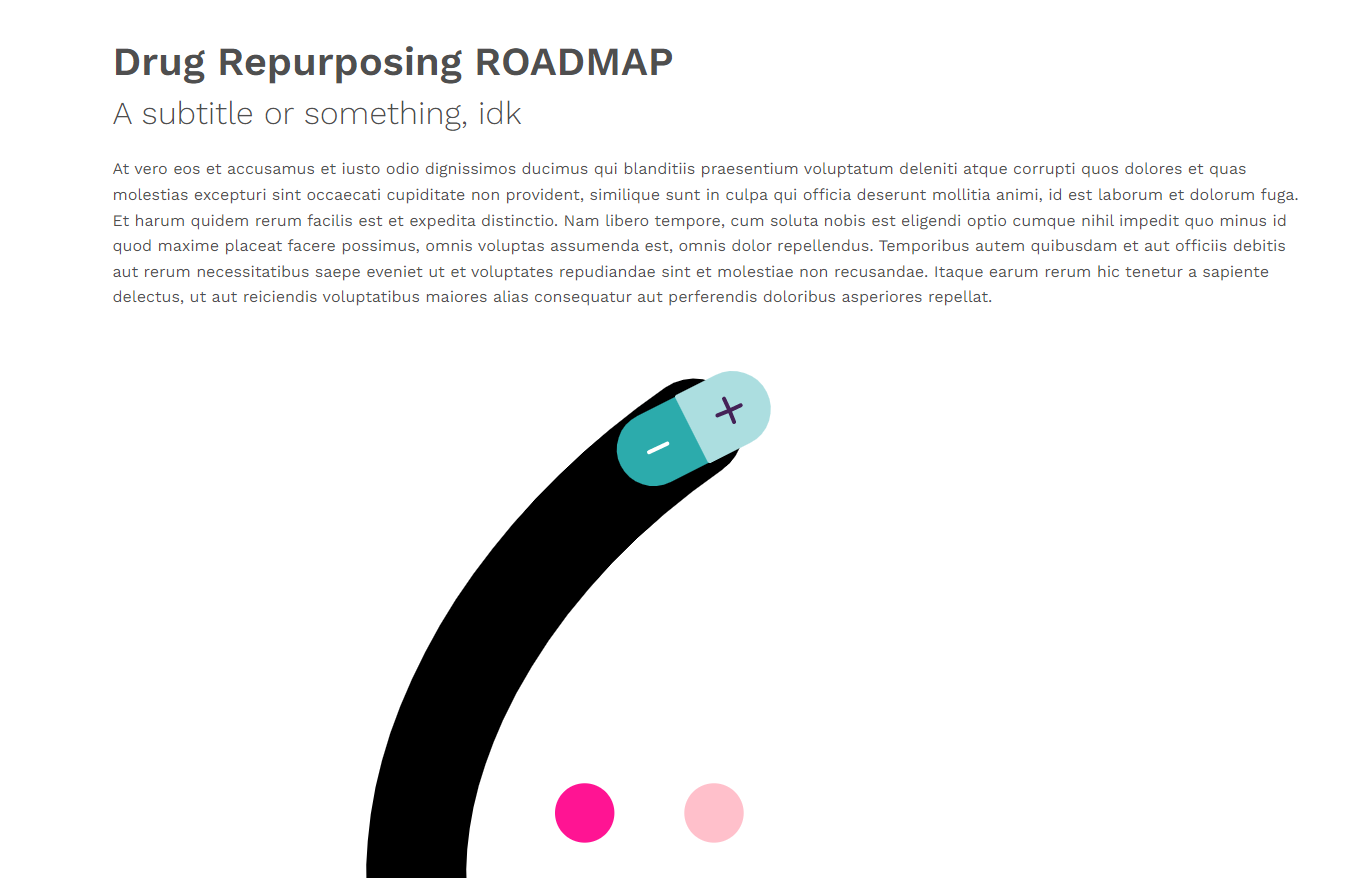 Drug Repurposing ROADMAP
A subtitle or something, idk
At vero eos et accusamus et iusto odio dignissimos ducimus qui blanditiis praesentium voluptatum deleniti atque corrupti quos dolores et quas
molestias excepturi sint occaecati cupiditate non provident, similique sunt in culpa qui officia deserunt mollitia animi, id est laborum et dolorum fuga.
Et harum quidem rerum facilis est et expedita distinctio. Nam libero tempore, cum soluta nobis est eligendi optio cumque nihil impedit quo minus id
quod maxime placeat facere possimus, omnis voluptas assumenda est, omnis dolor repellendus. Temporibus autem quibusdam et aut officiis debitis
aut rerum necessitatibus saepe eveniet ut et voluptates repudiandae sint et molestiae non recusandae. Itaque earum rerum hic tenetur a sapiente
delectus, ut aut reiciendis voluptatibus maiores alias consequatur aut perferendis doloribus asperiores repellat.
− +